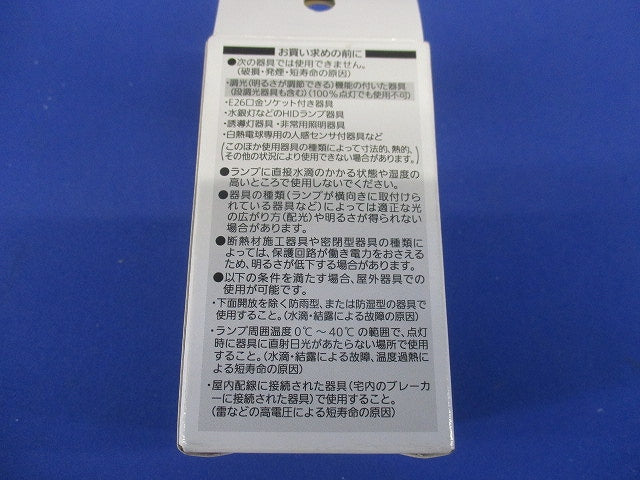 お買い求めの前に
●次の器具では使用できません。
(破損・発煙・短寿命の原因)
・調光(明るさが調節できる)機能の付いた器具
(段調光器具も含む)(100%点灯でも使用不可)
・E26口金ソケット付き器具
・水銀灯などのHIDランプ器具
・誘導灯器具・非常用照明器具
・白熱電球専用の人感センサ付器具など
(このほか使用器具の種類によって寸法的、熱的、
その他の状況により使用できない場合があります。)
●ランプに直接水滴のかかる状態や湿度の
高いところで使用しないでください。
●器具の種類(ランプが横向きに取付けら
れている器具など)によっては適正な光
の広がり方(配光)や明るさが得られない
場合があります。
●断熱材施工器具や密閉型器具の種類に
よっては、保護回路が働き電力をおさえる
ため、明るさが低下する場合があります。
●以下の条件を満たす場合、屋外器具での
使用が可能です。
・下面開放を除く防雨型、または防湿型の器具で
使用すること。(水滴・結露による故障の原因)
・ランプ周囲温度0℃~40℃の範囲で、点灯
時に器具に直射日光があたらない場所で使用
すること。(水滴・結露による故障、温度過熱に
よる短寿命の原因)
・屋内配線に接続された器具(宅内のブレーカ
ーに接続された器具)で使用すること。
(雷などの高電圧による短寿命の原因)